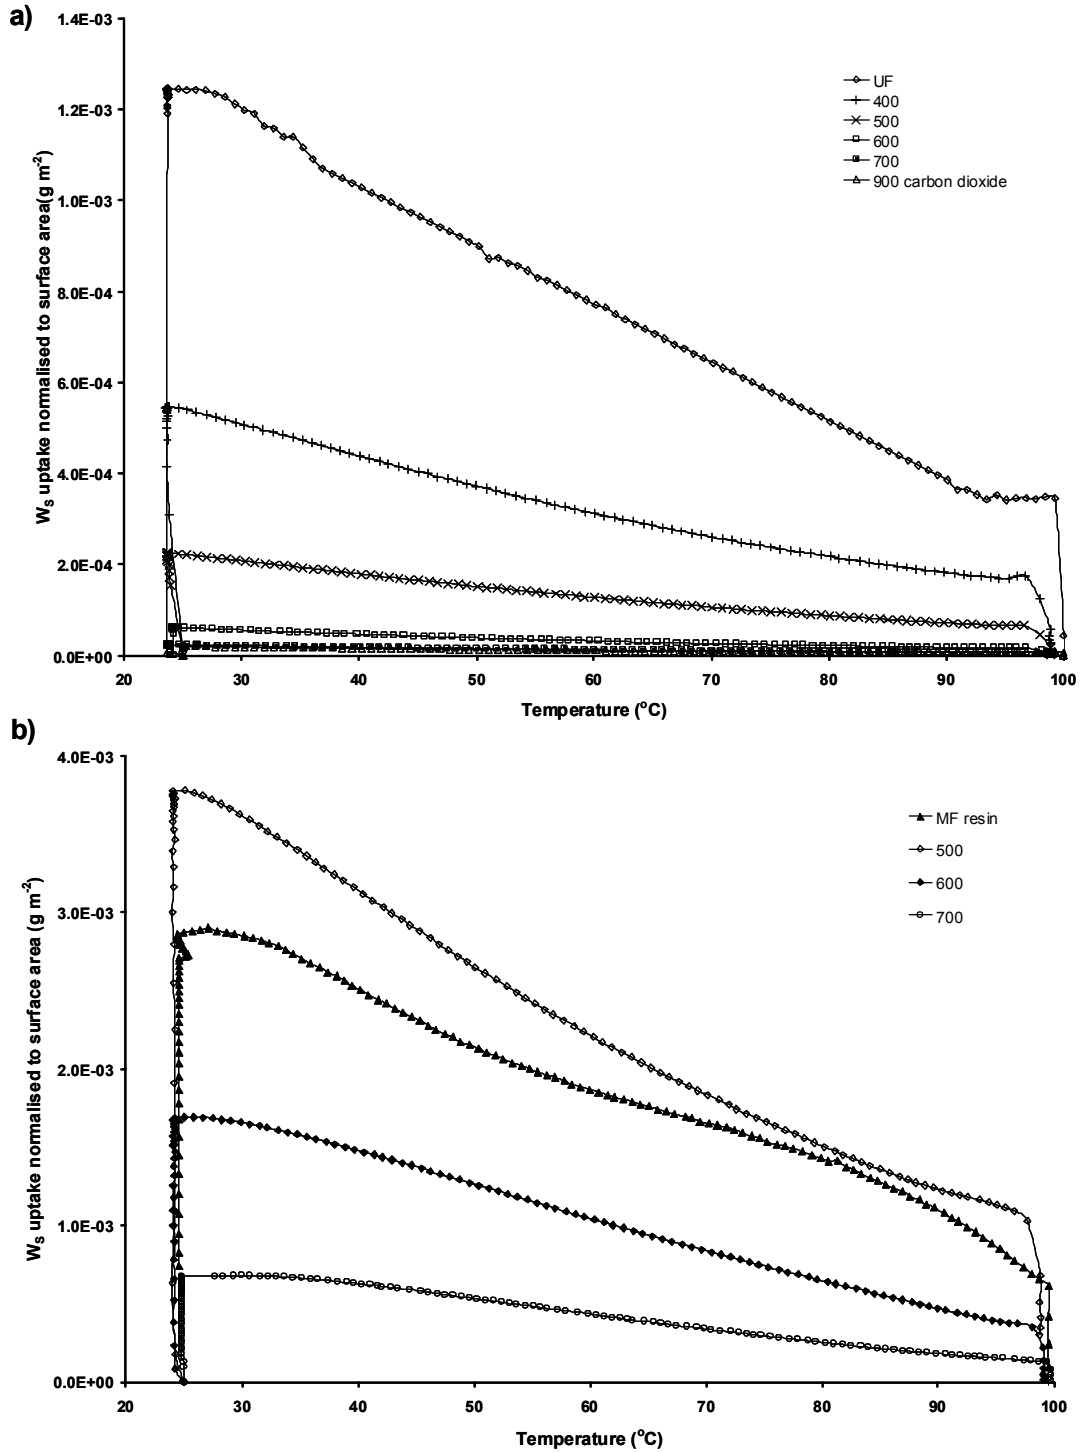 a)
1.4E-03
1.2E-03
1.0E-03
8.0E-04
6.0E-04
4.0E-04
2.0E-04
0.0E+00
W_S uptake normalised to surface area(g m⁻²)
UF
400
500
600
700
900 carbon dioxide
20 30 40 50 60 70 80 90 100
Temperature (°C)
b)
4.0E-03
3.0E-03
2.0E-03
1.0E-03
0.0E+00
W_S uptake normalised to surface area (g m⁻²)
MF resin
500
600
700
20 30 40 50 60 70 80 90 100
Temperature (°C)